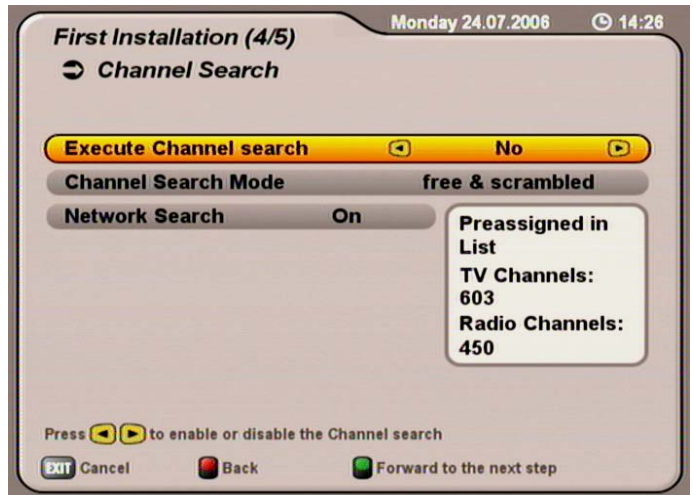 First Installation (4/5)
Monday 24.07.2006 14:26
Channel Search
Execute Channel search No
Channel Search Mode free & scrambled
Network Search On
Preassigned in
List
TV Channels:
603
Radio Channels:
450
Press to enable or disable the Channel search
EXIT Cancel Back Forward to the next step